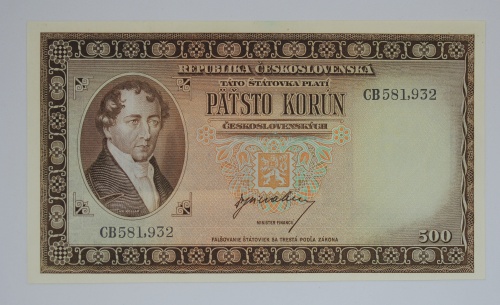 REPUBLIKA ČESKOSLOVENSKÁ
TÁTO ŠTÁTOVKA PLATÍ
PÄŤSTO KORÚN
ČESKOSLOVENSKÝCH
CB581,932
MINISTER FINANCIÍ
CB581,932
500
FALŠOVANIE ŠTÁTOVIEK SA TRESTÁ PODĽA ZÁKONA